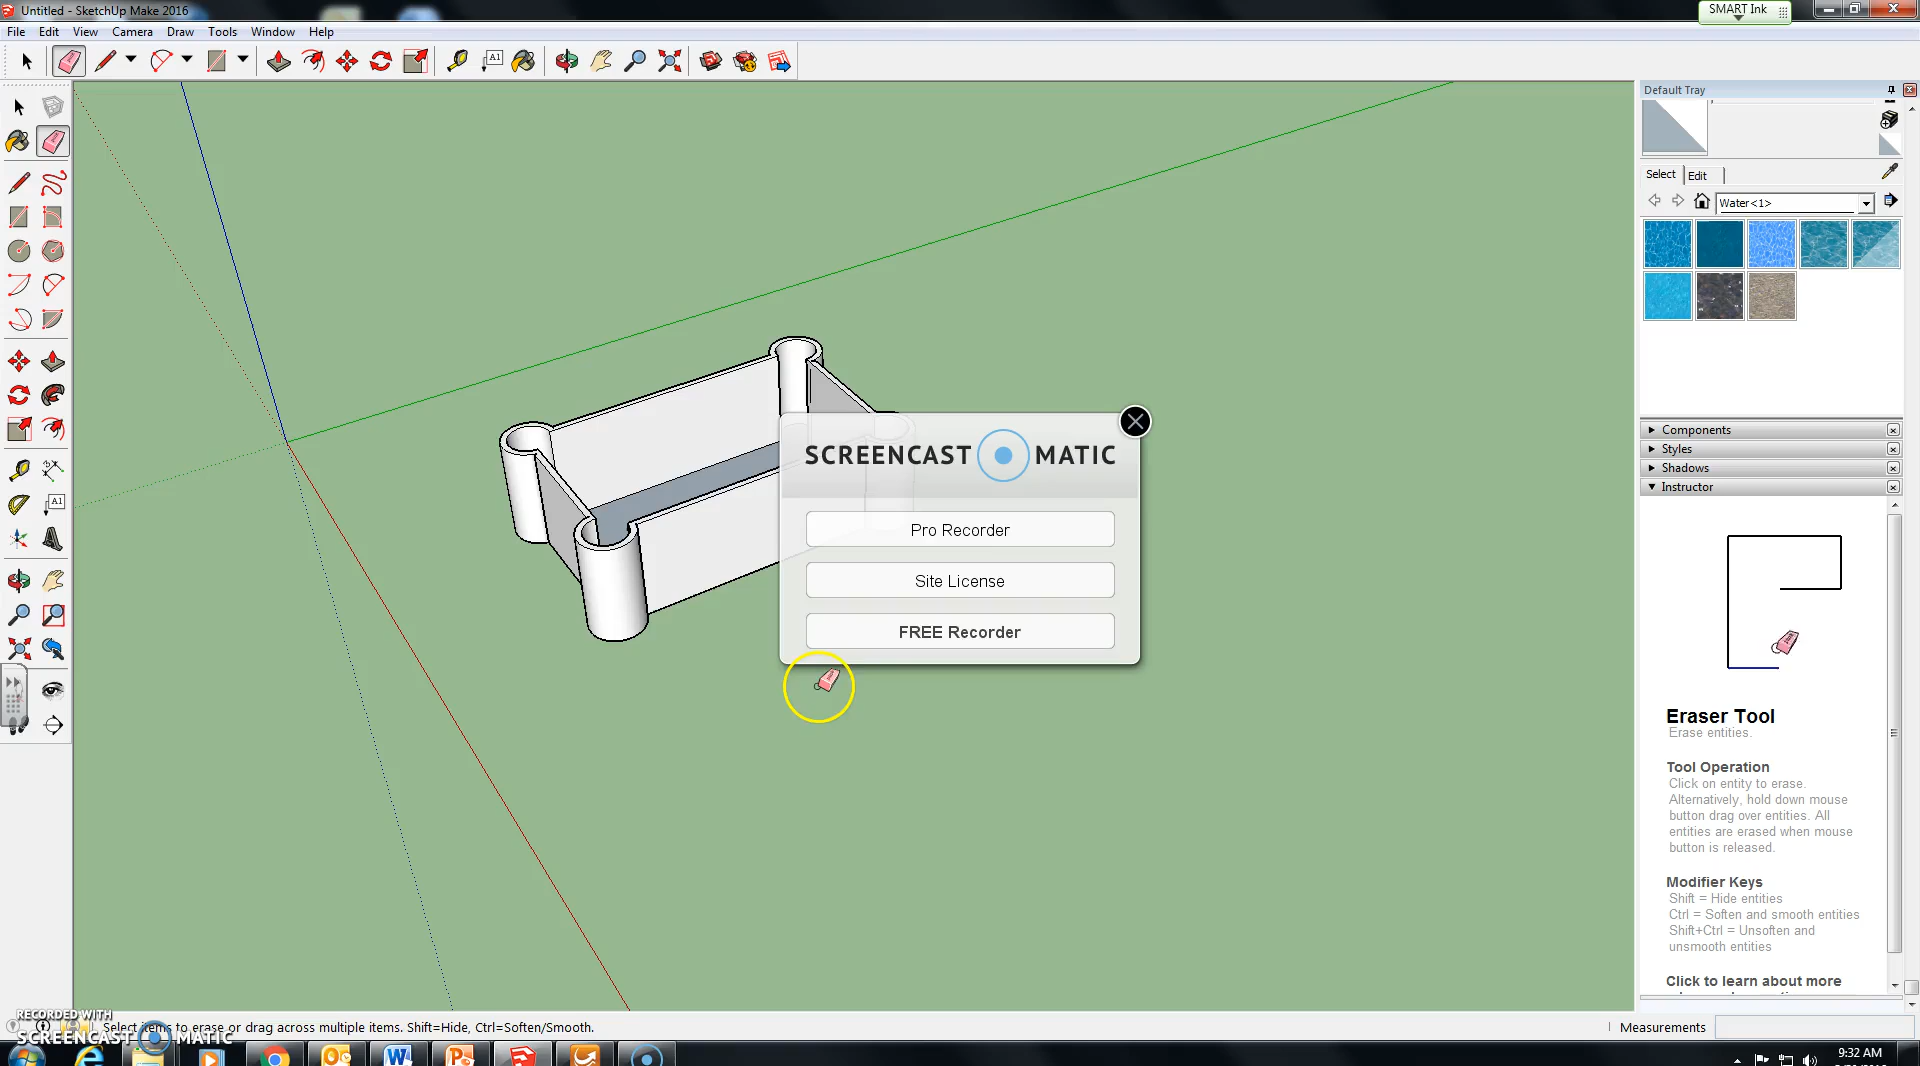 Untitled - SketchUp Make 2016
SMART Ink
File Edit View Camera Draw Tools Window Help
A1
Default Tray
Select Edit
Water<1>
A1
SCREENCAST MATIC
Pro Recorder
Site License
FREE Recorder
Components
Styles
Shadows
Instructor
Eraser Tool
Erase entities.
Tool Operation
Click on entity to erase.
Alternatively, hold down mouse
button drag over entities. All
entities are erased when mouse
button is released.
Modifier Keys
Shift = Hide entities
Ctrl = Soften and smooth entities
Shift+Ctrl = Unsoften and
unsmooth entities
Click to learn about more
RECORDED WITH
SCREENCAST MATIC
Select items to erase or drag across multiple items. Shift=Hide, Ctrl=Soften/Smooth.
Measurements
9:32 AM